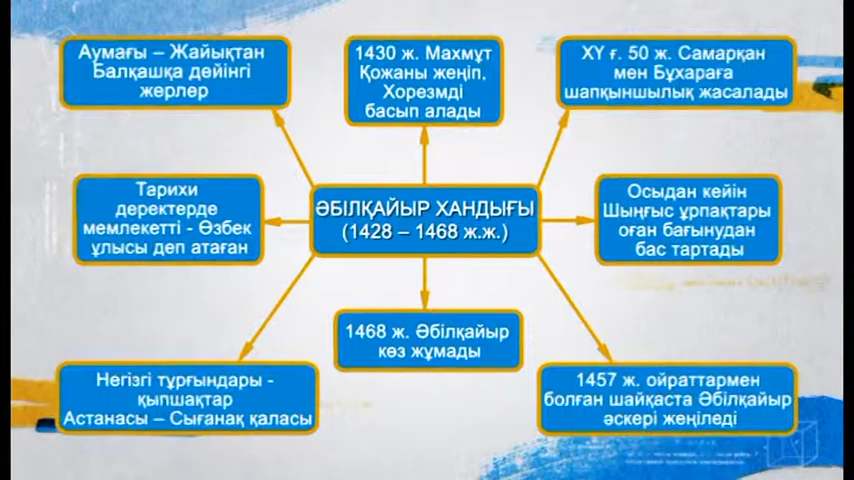 Аумағы – Жайықтан
Балқашқа дейінгі
жерлер
1430 ж. Махмұт
Қожаны жеңіп,
Хорезмді
басып алады
ХҮ ғ. 50 ж. Самарқан
мен Бұхараға
шапқыншылық жасалады
Тарихи
деректерде
мемлекетті - Өзбек
ұлысы деп атаған
ӘБІЛҚАЙЫР ХАНДЫҒЫ
(1428 – 1468 ж.ж.)
Осыдан кейін
Шыңғыс ұрпақтары
оған бағынудан
бас тартады
1468 ж. Әбілқайыр
көз жұмады
Негізгі тұрғындары -
қыпшақтар
Астанасы – Сығанақ қаласы
1457 ж. ойраттармен
болған шайқаста Әбілқайыр
әскері жеңіледі